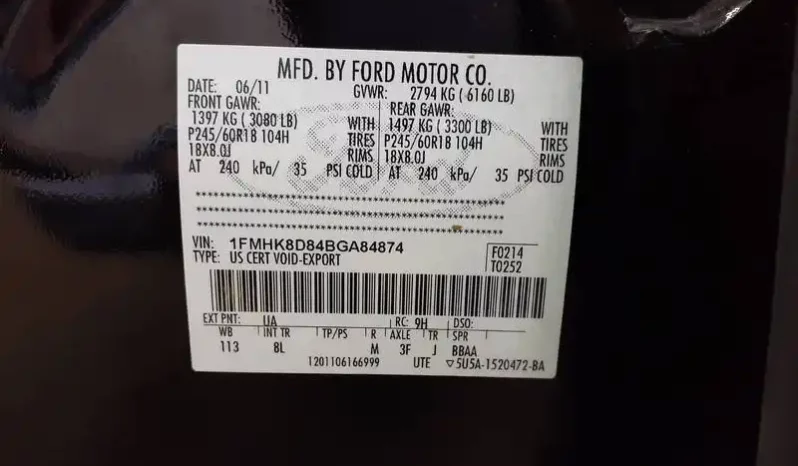 MFD. BY FORD MOTOR CO.
DATE: 06/11 GVWR: 2794 KG ( 6160 LB)
FRONT GAWR: REAR GAWR:
1397 KG ( 3080 LB) WITH 1497 KG ( 3300 LB) WITH
P245/60R18 104H TIRES P245/60R18 104H TIRES
18X8.0J RIMS 18X8.0J RIMS
AT 240 kPa/ 35 PSI COLD AT 240 kPa/ 35 PSI COLD
VIN: 1FMHK8D84BGA84874 F0214
TYPE: US CERT VOID-EXPORT T0252
EXT PNT: UA RC: 9H DSO:
WB INT TR TP/PS R AXLE TR SPR
113 8L M 3F J BBAA
1201106166999 UTE ▽5U5A-1520472-BA